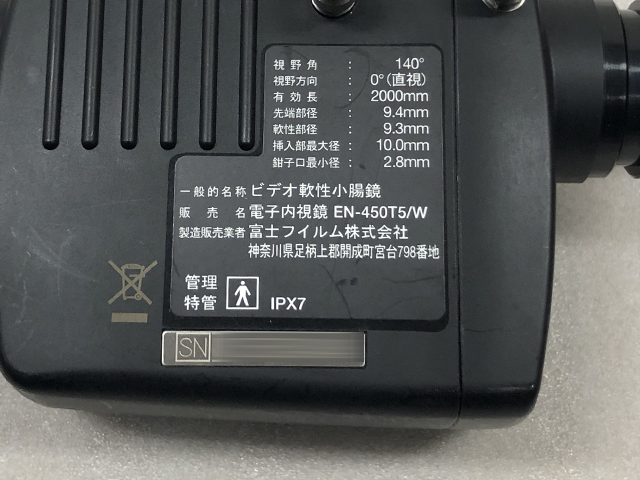 視野角 : 140°
視野方向 : 0°(直視)
有効長 : 2000mm
先端部径 : 9.4mm
軟性部径 : 9.3mm
挿入部最大径 : 10.0mm
鉗子口最小径 : 2.8mm
一般的名称 ビデオ軟性小腸鏡
販売名 電子内視鏡 EN-450T5/W
製造販売業者 富士フイルム株式会社
神奈川県足柄上郡開成町宮台798番地
管理
特管 IPX7
SN